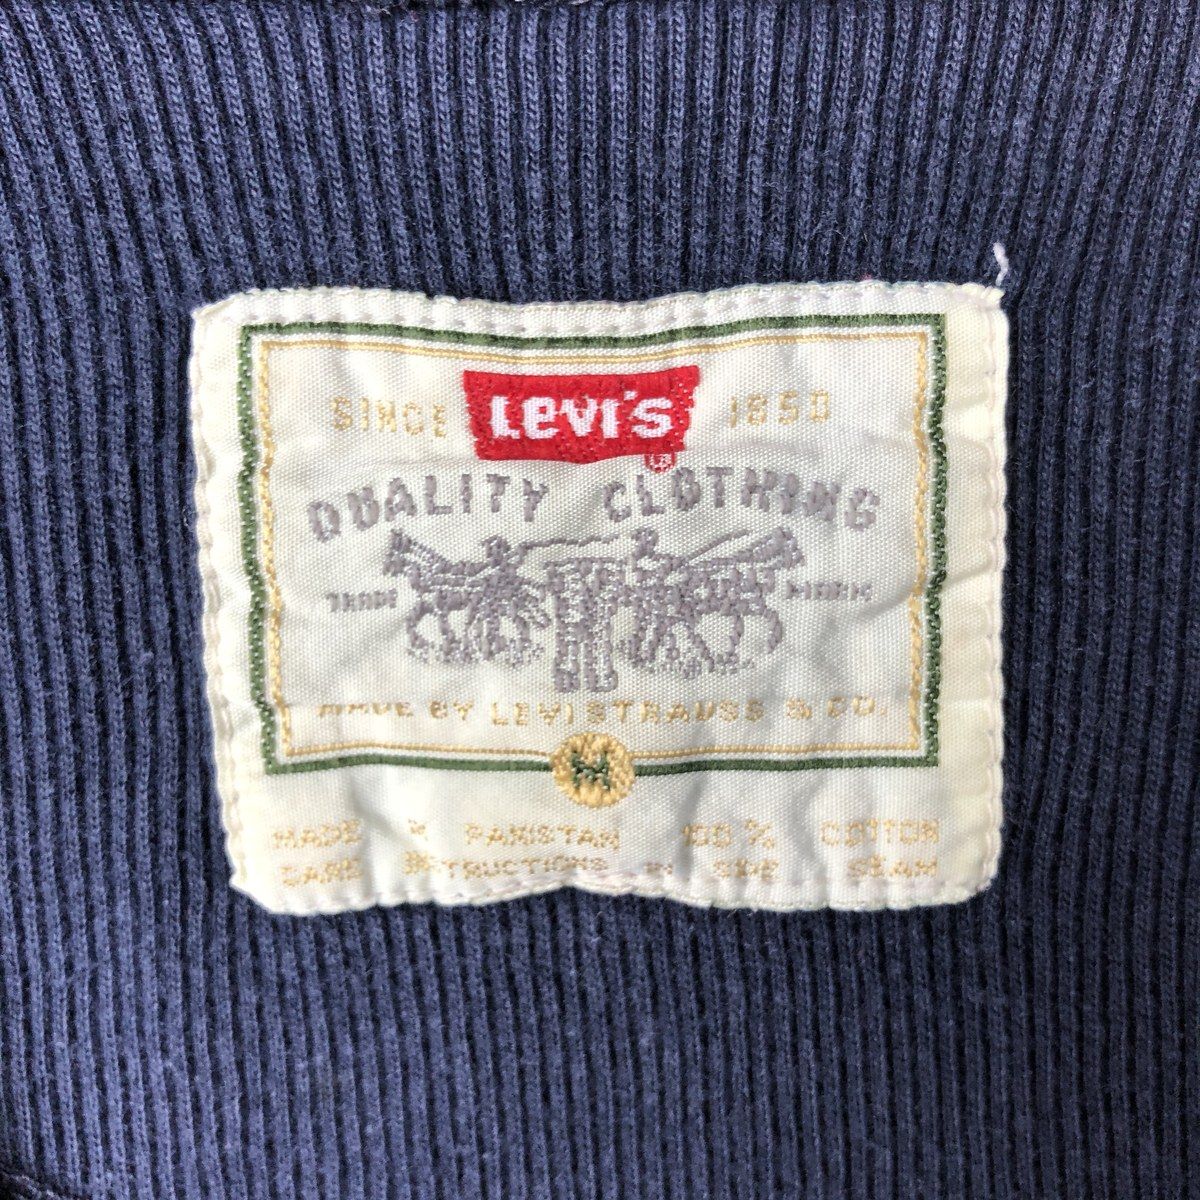 SINCE LEVI'S 1850
®
QUALITY CLOTHING
TRADE MARK
MADE BY LEVI STRAUSS & CO.
M
MADE IN PAKISTAN 100% COTTON
CARE INSTRUCTIONS IN SIDE SEAM